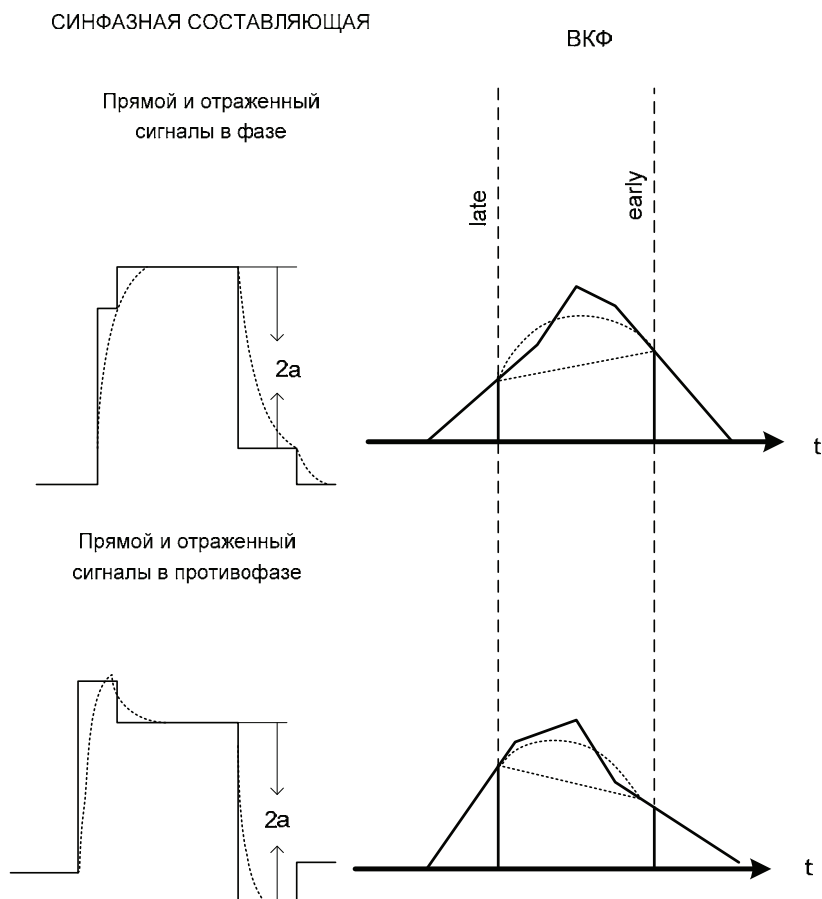 СИНФАЗНАЯ СОСТАВЛЯЮЩАЯ
ВКФ
Прямой и отраженный
сигналы в фазе
late
early
2a
t
Прямой и отраженный
сигналы в противофазе
2a
t